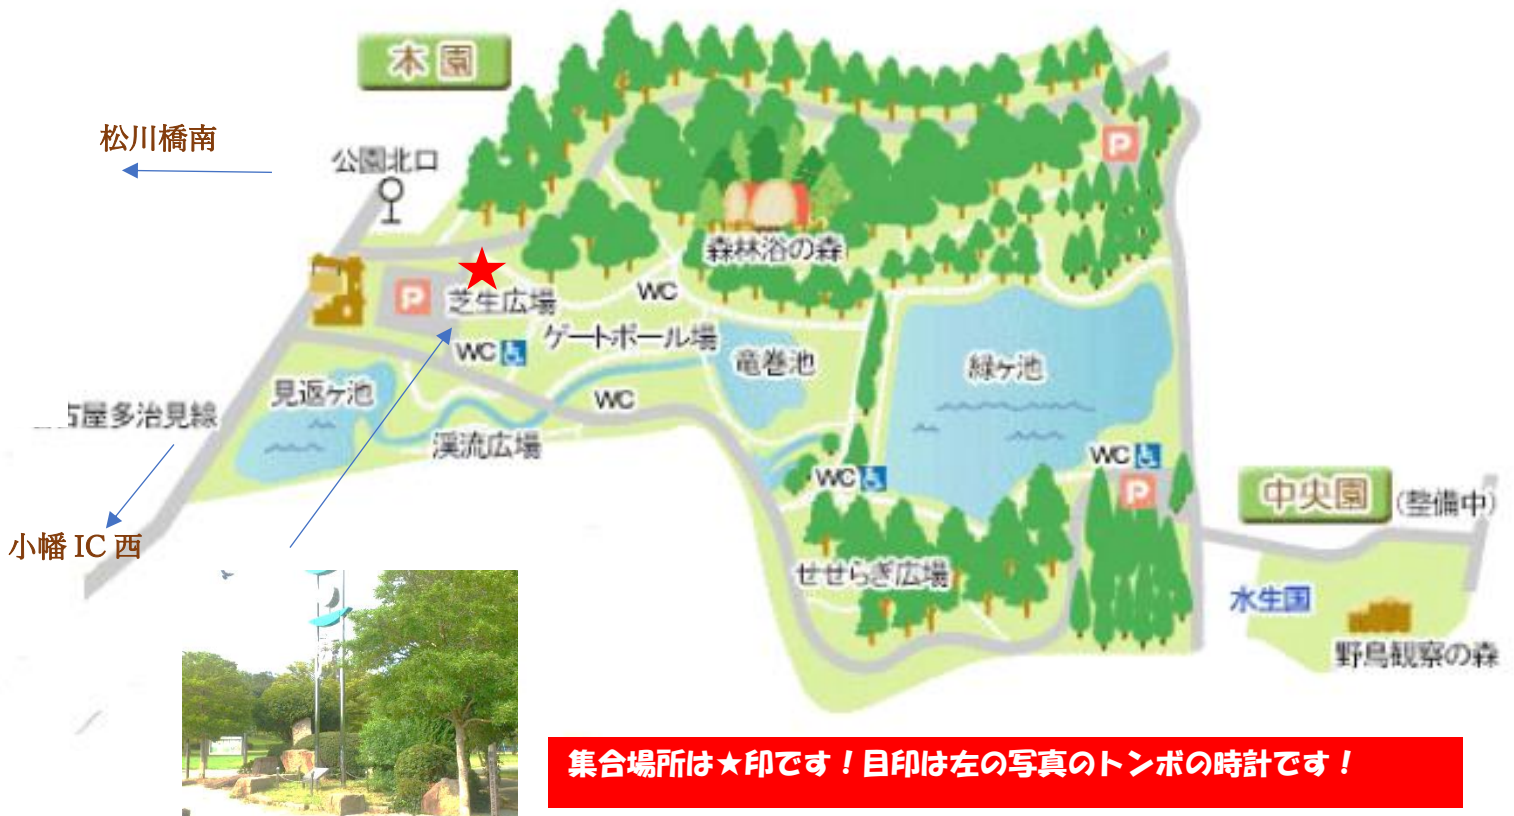 本園
松川橋南
公園北口
P
森林浴の森
P
芝生広場
WC
ゲートボール場
WC
竜巻池
緑ヶ池
見返ヶ池
WC
古屋多治見線
渓流広場
WC
WC
P
中央園
(整備中)
小幡 IC 西
せせらぎ広場
水生国
野鳥観察の森
集合場所は★印です！目印は左の写真のトンボの時計です！